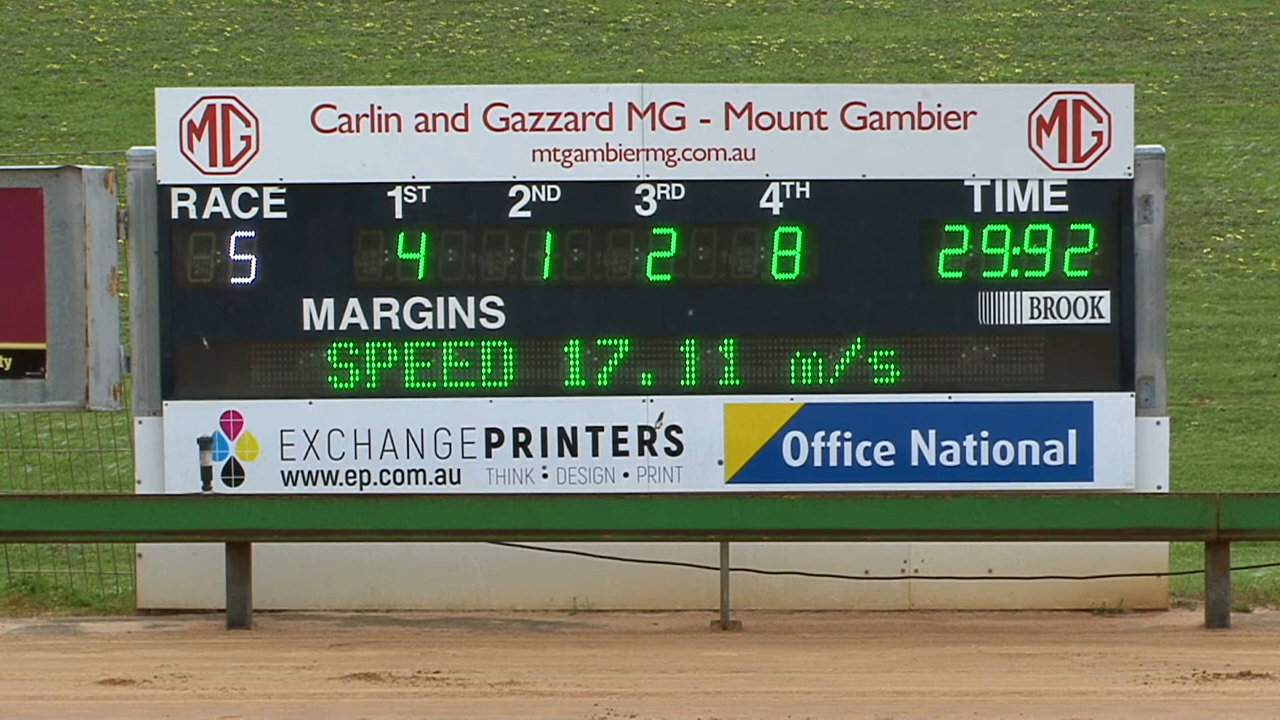 MG Carlin and Gazzard MG - Mount Gambier MG
mtgambiermg.com.au
RACE 1ST 2ND 3RD 4TH TIME
5 4 1 2 8 29:92
MARGINS BROOK
SPEED 17.11 m/s
ty
EXCHANGEPRINTERS
www.ep.com.au THINK • DESIGN • PRINT
Office National